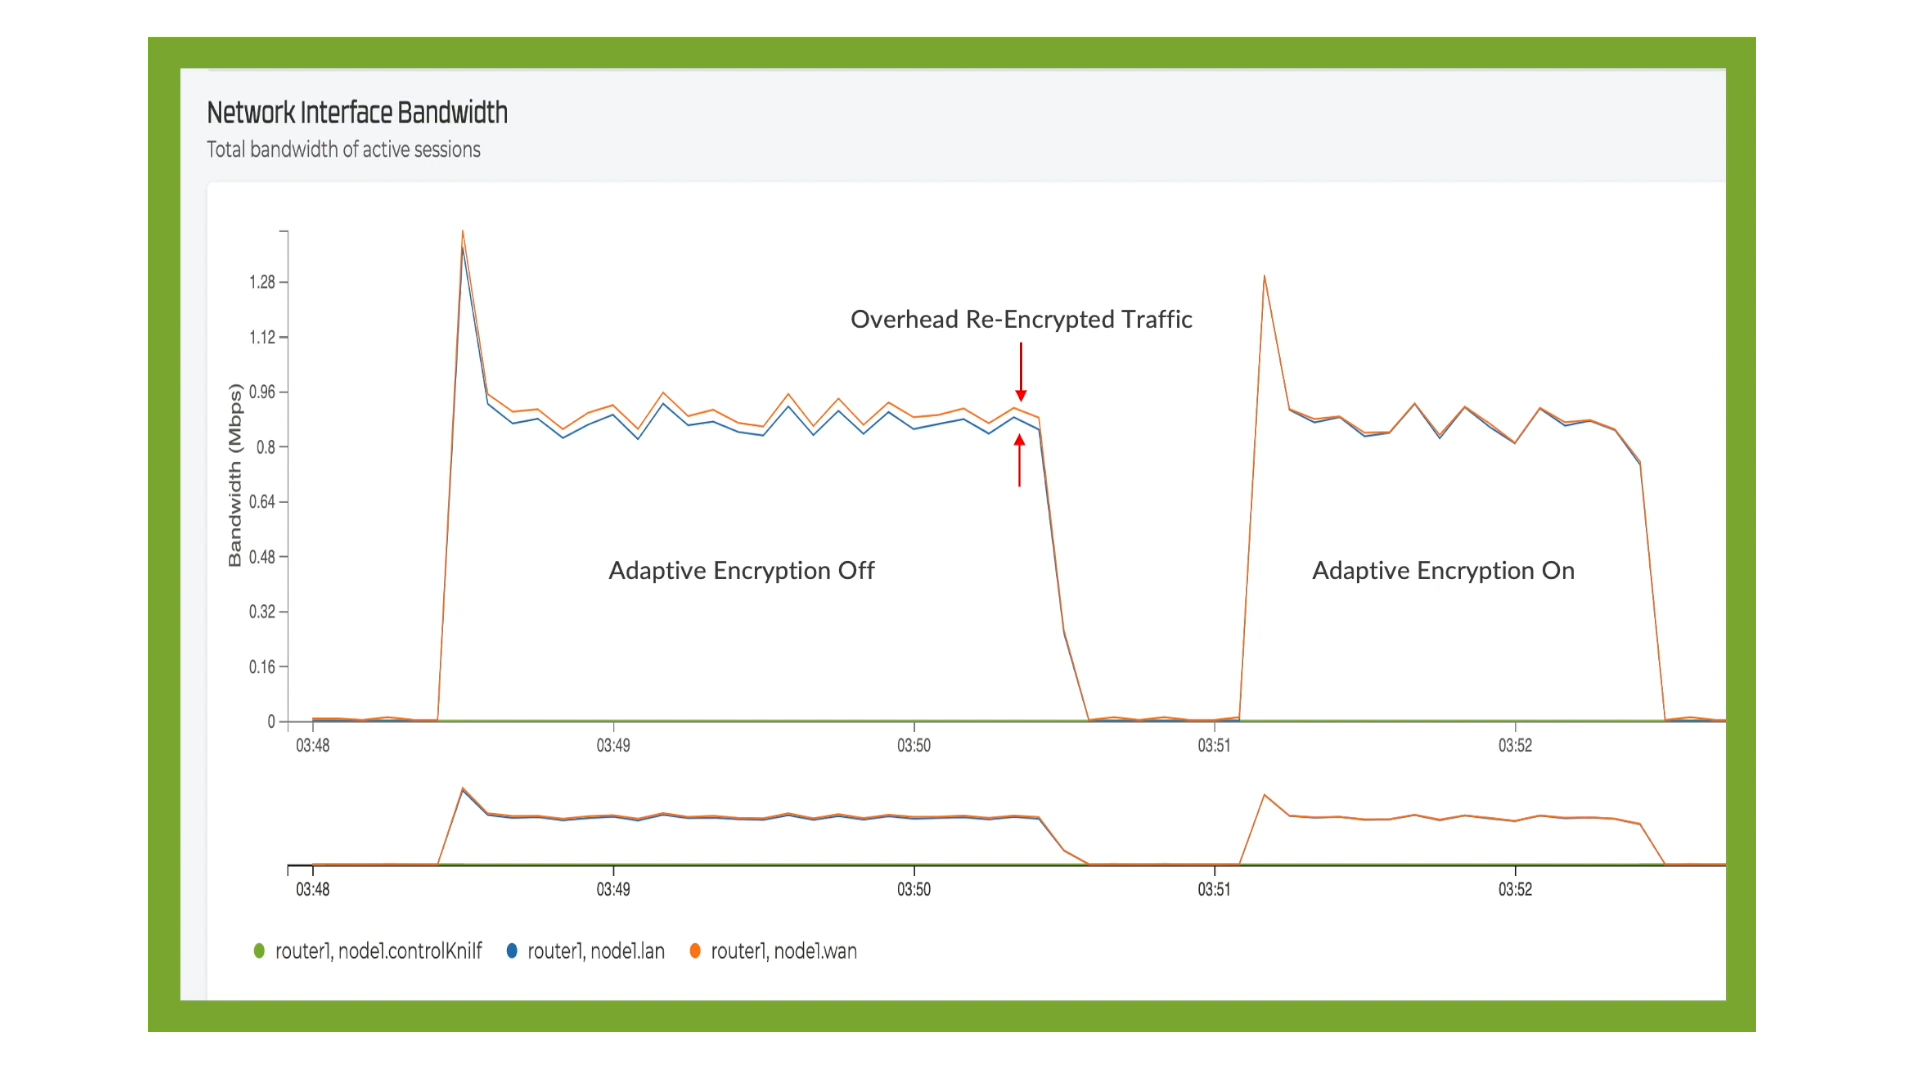 Network Interface Bandwidth
Total bandwidth of active sessions
Bandwidth (Mbps)
1.28
1.12
0.96
0.8
0.64
0.48
0.32
0.16
0
Overhead Re-Encrypted Traffic
Adaptive Encryption Off
Adaptive Encryption On
03:48 03:49 03:50 03:51 03:52
03:48 03:49 03:50 03:51 03:52
router1, node1.controlKniIf router1, node1.lan router1, node1.wan